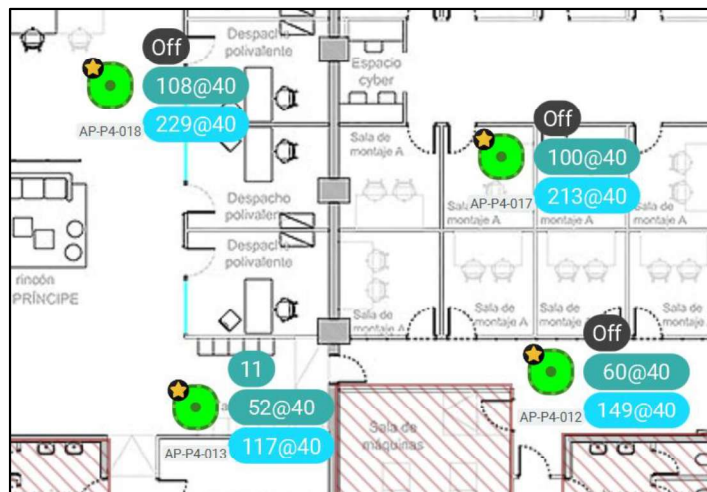 Off
108@40
229@40
AP-P4-018
Despacho
polivalente
Espacio
cyber
Off
100@40
213@40
AP-P4-017
Sala de
montaje A
Sala
montaje A
montaje A
Sala de
montaje A
Despacho
polivalente
Despacho
polivalente
rincón
PRÍNCIPE
Sala de
montaje A
Sala de
montaje A
Sala de
montaje A
Sala de
montaje A
Off
60@40
149@40
AP-P4-012
11
52@40
117@40
AP-P4-013
Sala de
máquinas